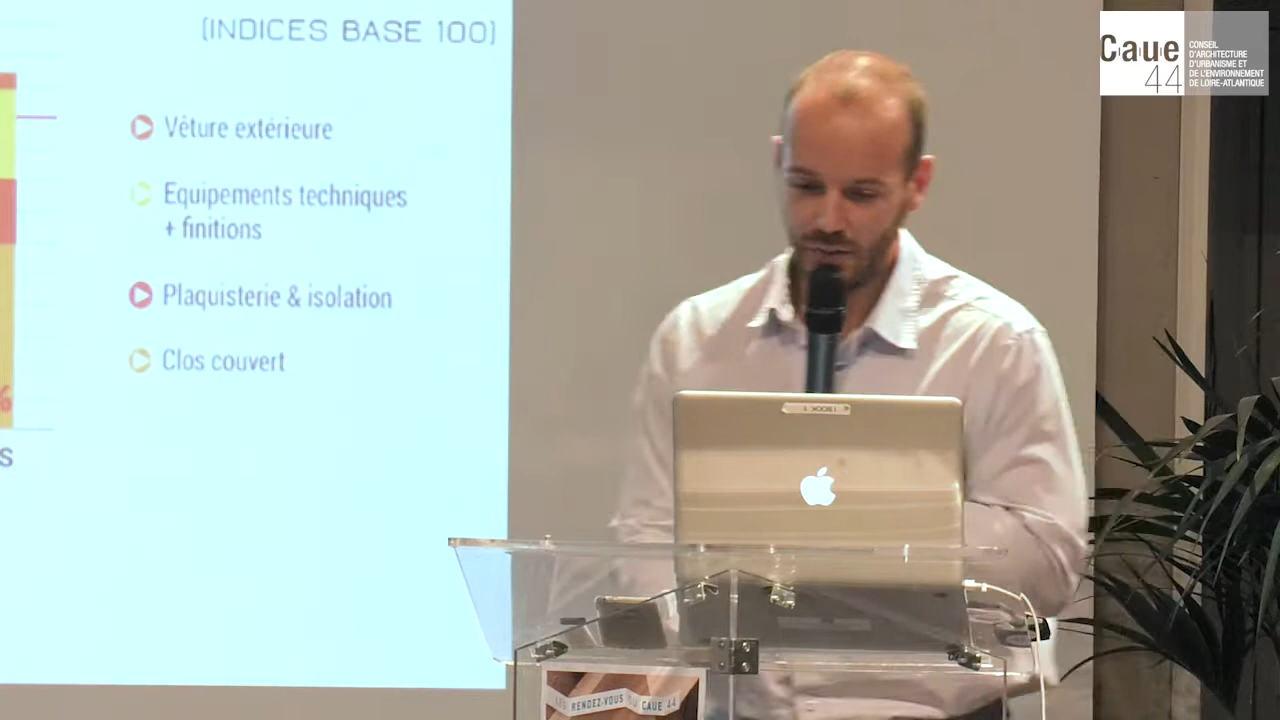 (INDICES BASE 100)
Vêture extérieure
Equipements techniques
+ finitions
Plaquisterie & isolation
Clos couvert
%
S
Caue
44
CONSEIL
D'ARCHITECTURE
D'URBANISME ET
DE L'ENVIRONNEMENT
DE LOIRE-ATLANTIQUE
RENDEZ-VOUS DU CAUE 44